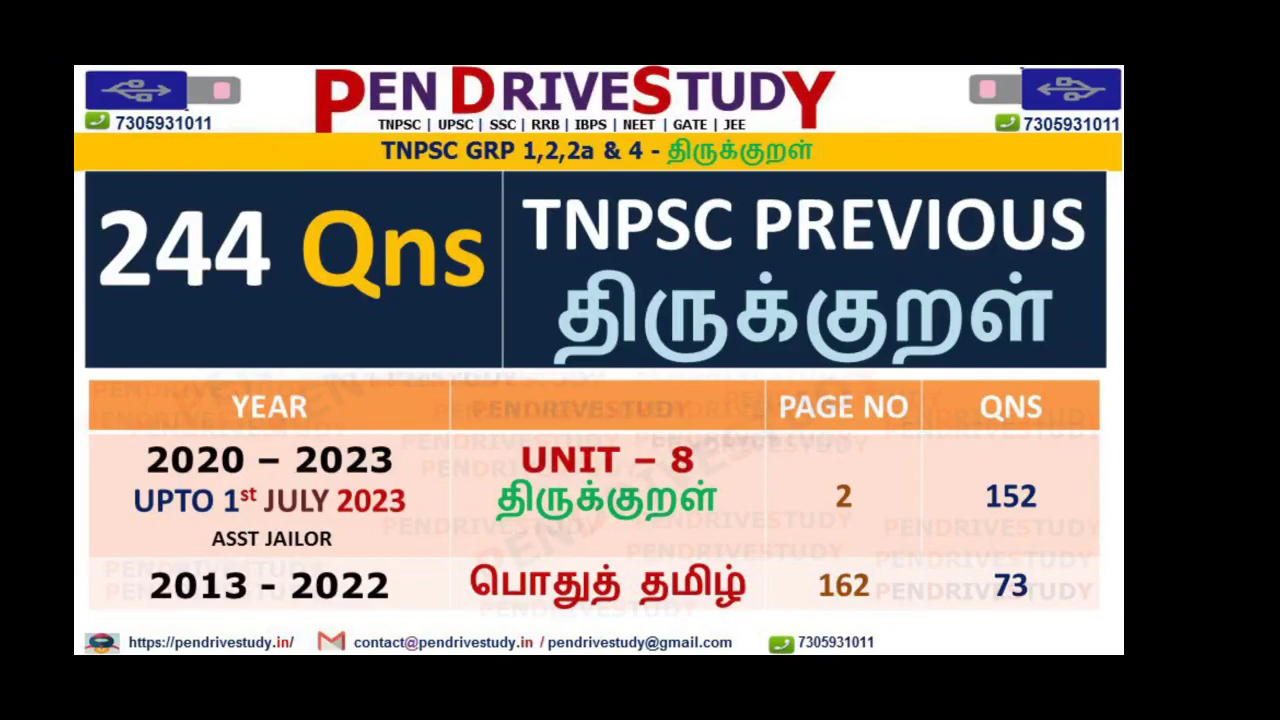 PEN DRIVESTUDY
7305931011
TNPSC | UPSC | SSC | RRB | IBPS | NEET | GATE | JEE
7305931011
TNPSC GRP 1,2,2a & 4 - திருக்குறள்
244 Qns
TNPSC PREVIOUS
திருக்குறள்
YEAR PAGE NO QNS
2020 – 2023 UNIT – 8
UPTO 1st JULY 2023 திருக்குறள் 2 152
ASST JAILOR
2013 - 2022 பொதுத் தமிழ் 162 73
PENDRIVESTUDY
https://pendrivestudy.in/ contact@pendrivestudy.in / pendrivestudy@gmail.com 7305931011